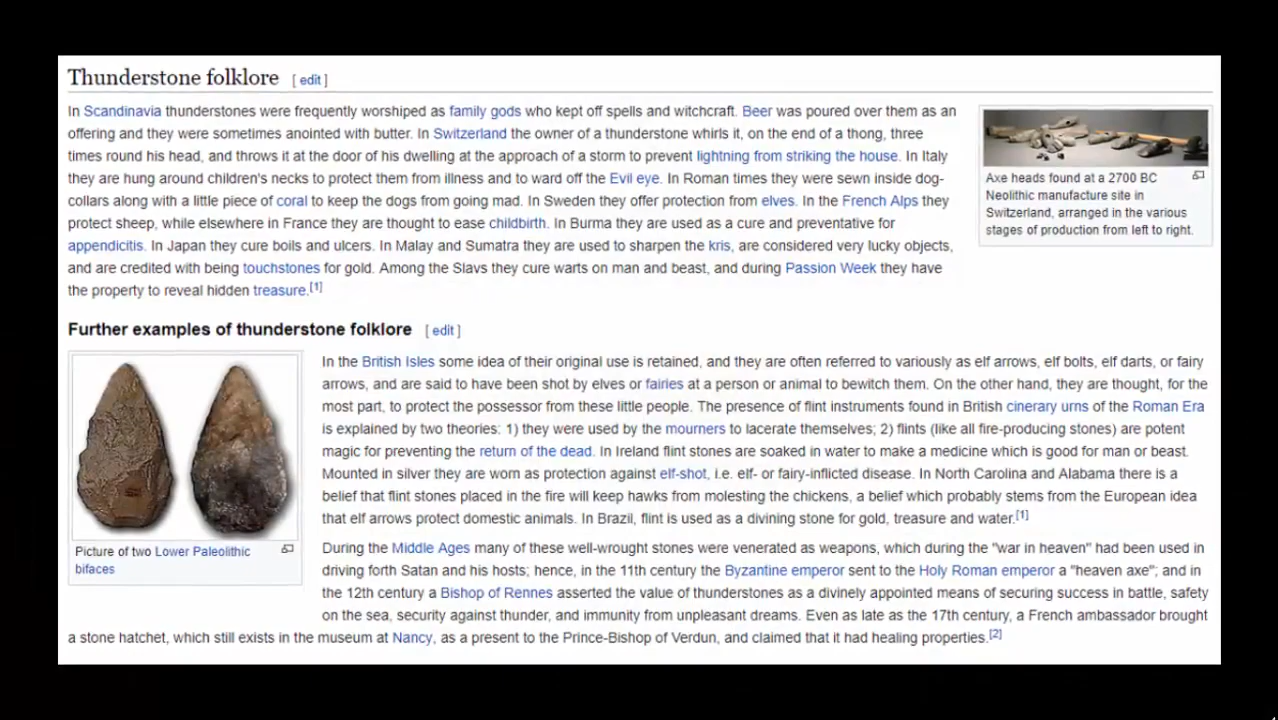 Thunderstone folklore [ edit ]
In Scandinavia thunderstones were frequently worshiped as family gods who kept off spells and witchcraft. Beer was poured over them as an
offering and they were sometimes anointed with butter. In Switzerland the owner of a thunderstone whirls it, on the end of a thong, three
times round his head, and throws it at the door of his dwelling at the approach of a storm to prevent lightning from striking the house. In Italy
they are hung around children's necks to protect them from illness and to ward off the Evil eye. In Roman times they were sewn inside dog-
collars along with a little piece of coral to keep the dogs from going mad. In Sweden they offer protection from elves. In the French Alps they
protect sheep, while elsewhere in France they are thought to ease childbirth. In Burma they are used as a cure and preventative for
appendicitis. In Japan they cure boils and ulcers. In Malay and Sumatra they are used to sharpen the kris, are considered very lucky objects,
and are credited with being touchstones for gold. Among the Slavs they cure warts on man and beast, and during Passion Week they have
the property to reveal hidden treasure.[1]
Axe heads found at a 2700 BC
Neolithic manufacture site in
Switzerland, arranged in the various
stages of production from left to right.
Further examples of thunderstone folklore [ edit ]
Picture of two Lower Paleolithic
bifaces
In the British Isles some idea of their original use is retained, and they are often referred to variously as elf arrows, elf bolts, elf darts, or fairy
arrows, and are said to have been shot by elves or fairies at a person or animal to bewitch them. On the other hand, they are thought, for the
most part, to protect the possessor from these little people. The presence of flint instruments found in British cinerary urns of the Roman Era
is explained by two theories: 1) they were used by the mourners to lacerate themselves; 2) flints (like all fire-producing stones) are potent
magic for preventing the return of the dead. In Ireland flint stones are soaked in water to make a medicine which is good for man or beast.
Mounted in silver they are worn as protection against elf-shot, i.e. elf- or fairy-inflicted disease. In North Carolina and Alabama there is a
belief that flint stones placed in the fire will keep hawks from molesting the chickens, a belief which probably stems from the European idea
that elf arrows protect domestic animals. In Brazil, flint is used as a divining stone for gold, treasure and water.[1]
During the Middle Ages many of these well-wrought stones were venerated as weapons, which during the "war in heaven" had been used in
driving forth Satan and his hosts; hence, in the 11th century the Byzantine emperor sent to the Holy Roman emperor a "heaven axe"; and in
the 12th century a Bishop of Rennes asserted the value of thunderstones as a divinely appointed means of securing success in battle, safety
on the sea, security against thunder, and immunity from unpleasant dreams. Even as late as the 17th century, a French ambassador brought
a stone hatchet, which still exists in the museum at Nancy, as a present to the Prince-Bishop of Verdun, and claimed that it had healing properties.[2]